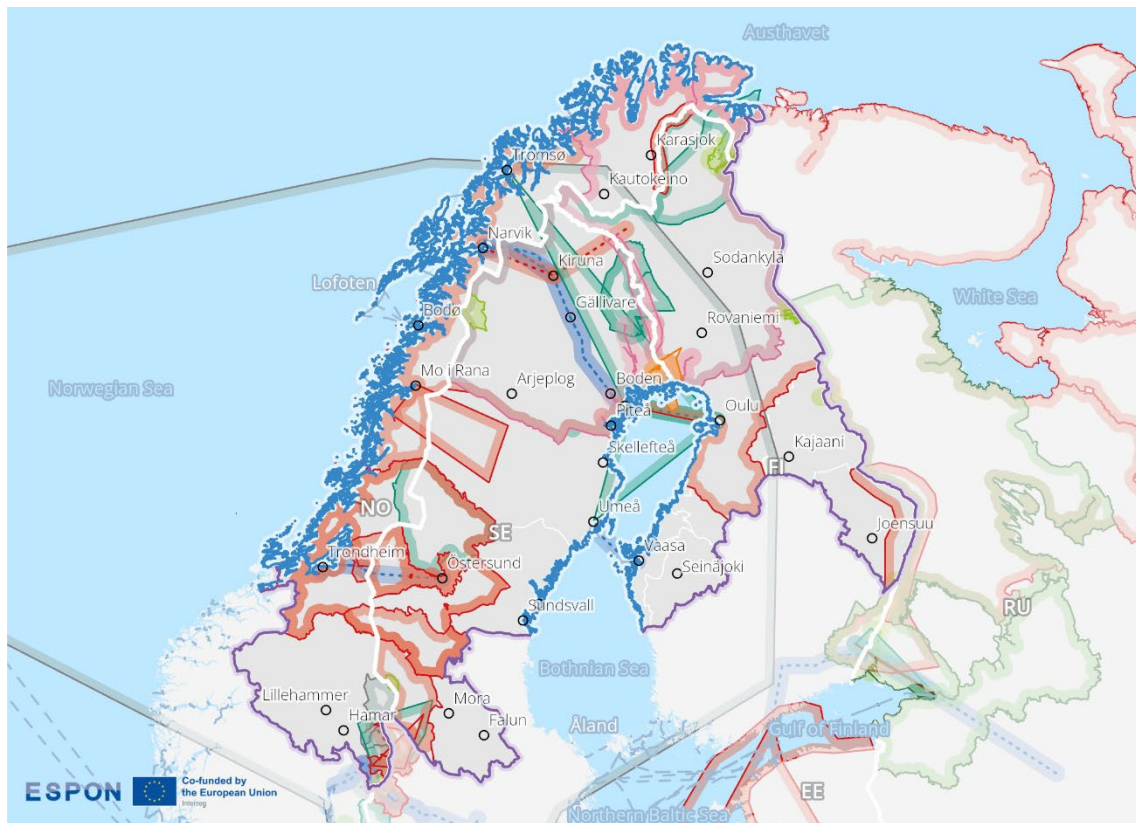 Austhavet
Karasjok
Tromsø
Kautokeino
Narvik
Kiruna
Sodankylä
Lofoten
White Sea
Gällivare
Bodø
Rovaniemi
Norwegian Sea
Mo i Rana
Arjeplog
Boden
Piteå
Oulu
Skellefteå
Kajaani
FI
NO
Umeå
SE
Joensuu
Trondheim
Östersund
Vaasa
Seinäjoki
Sundsvall
RU
Bothnian Sea
Lillehammer
Mora
Hamar
Falun
Åland
Gulf of Finland
ESPON
Co-funded by
the European Union
Interreg
EE
Northern Baltic Sea